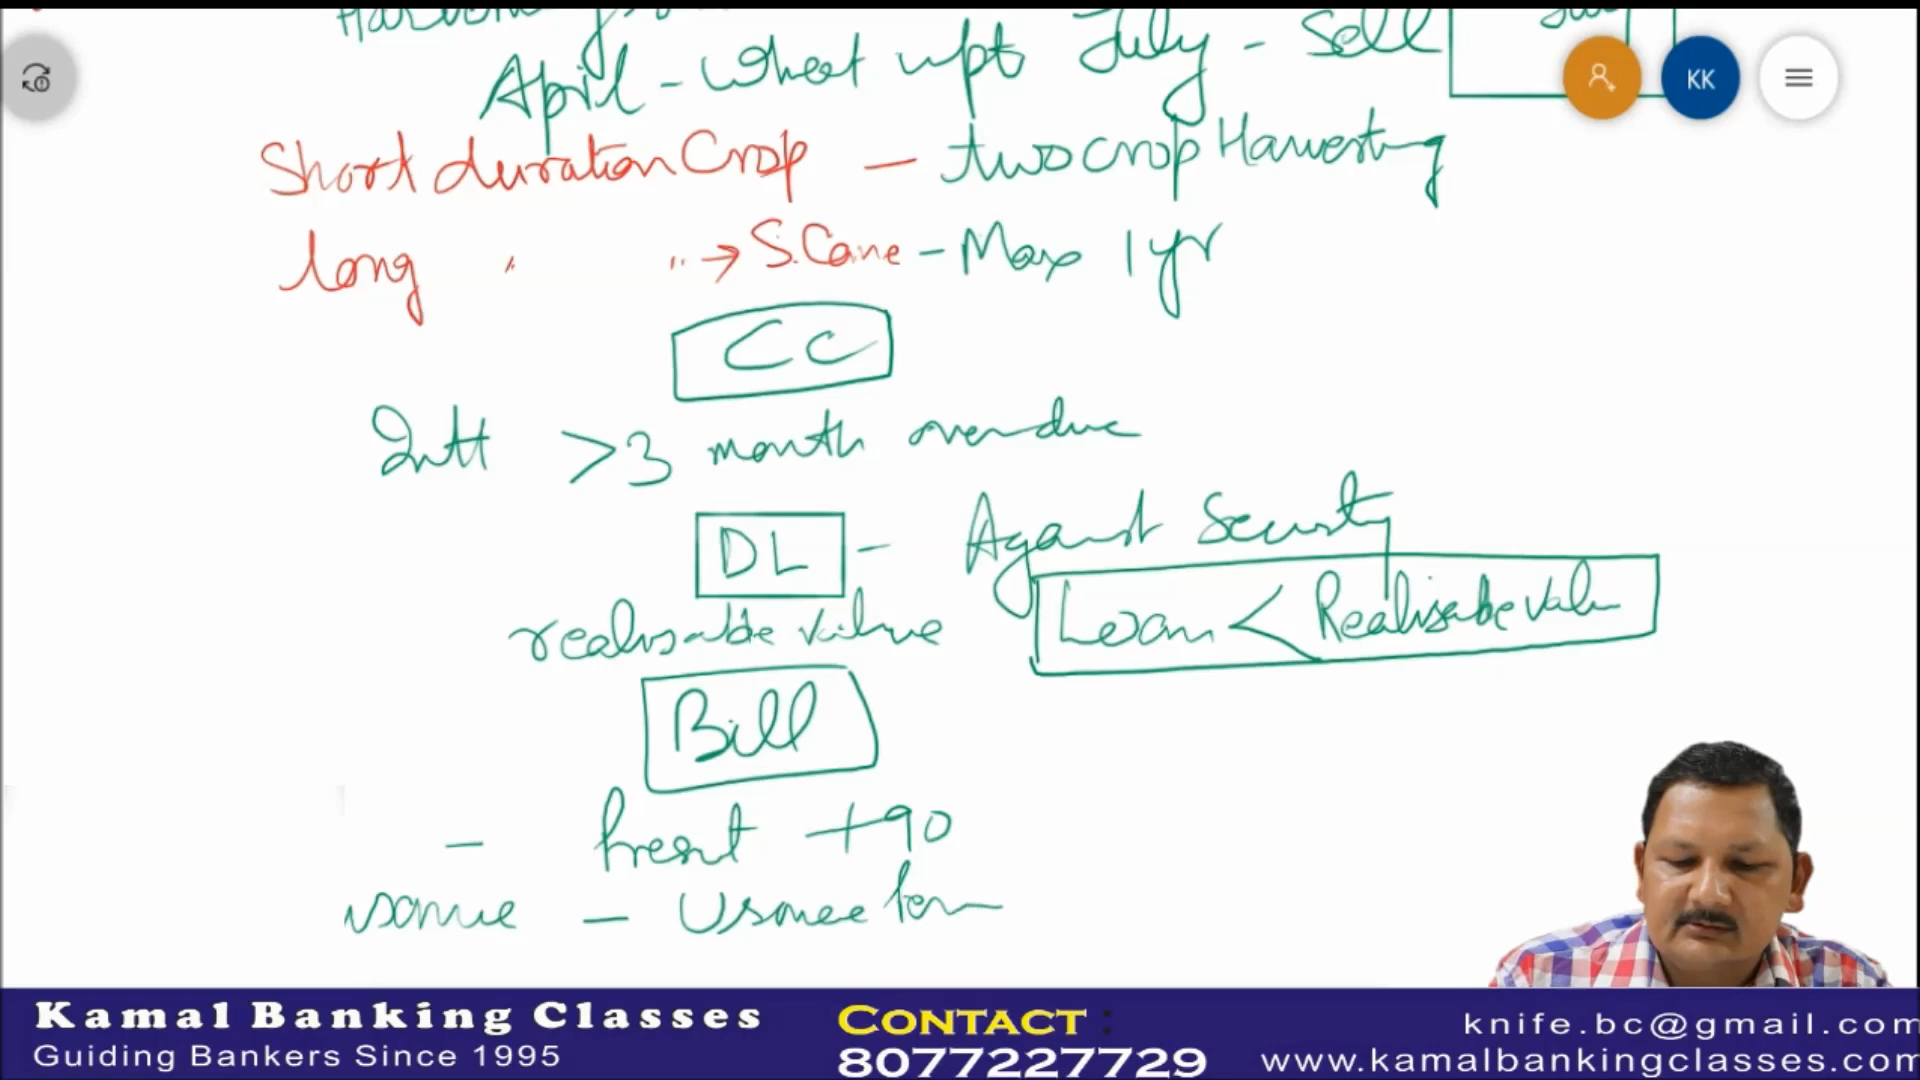 April - Wheat upto July - Sell
KK
Short duration Crop - two crop Harvesting
long " " → S.Cane - Max 1 yr
CC
Intt > 3 month overdue
DL - Against Security
realisable value Loan < Realisable Value
Bill
-
+90
usance - Usance
Kamal Banking Classes
Guiding Bankers Since 1995
CONTACT :
8077227729
knife.bc@gmail.com
www.kamalbankingclasses.com